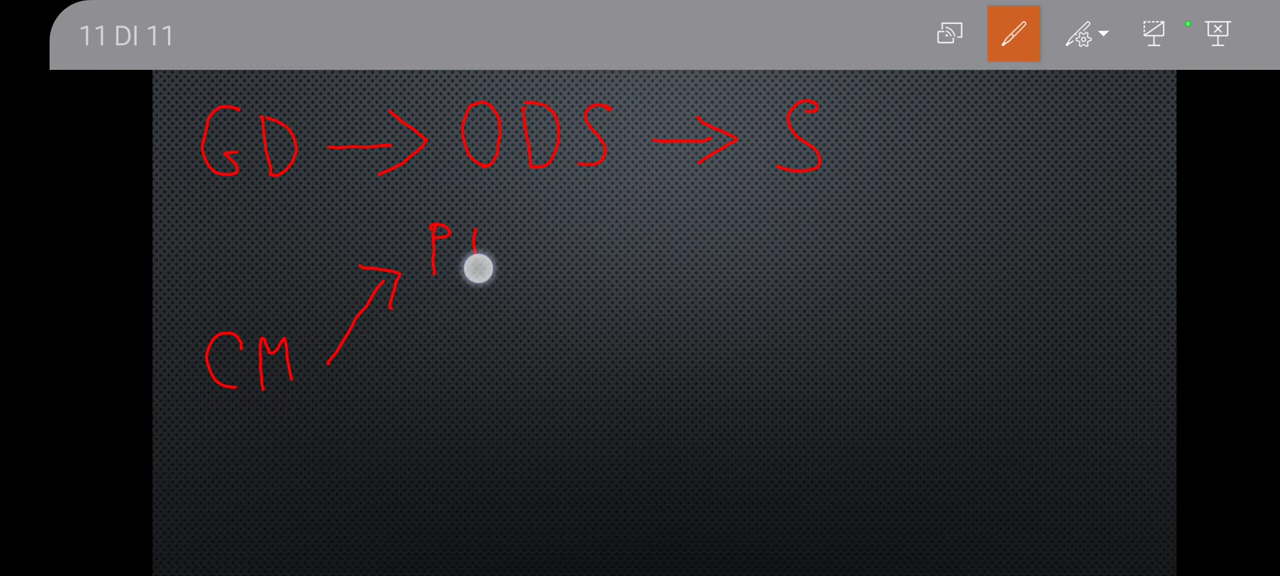 11 DI 11
GD → ODS → S
P
CM